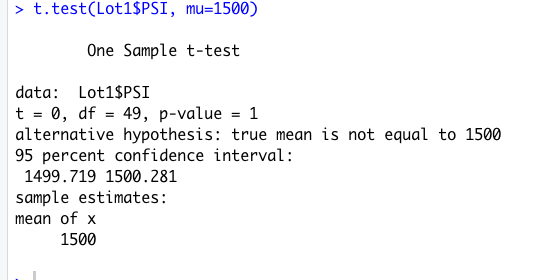 > t.test(Lot1$PSI, mu=1500)
One Sample t-test
data:  Lot1$PSI
t = 0, df = 49, p-value = 1
alternative hypothesis: true mean is not equal to 1500
95 percent confidence interval:
 1499.719 1500.281
sample estimates:
mean of x
     1500
>